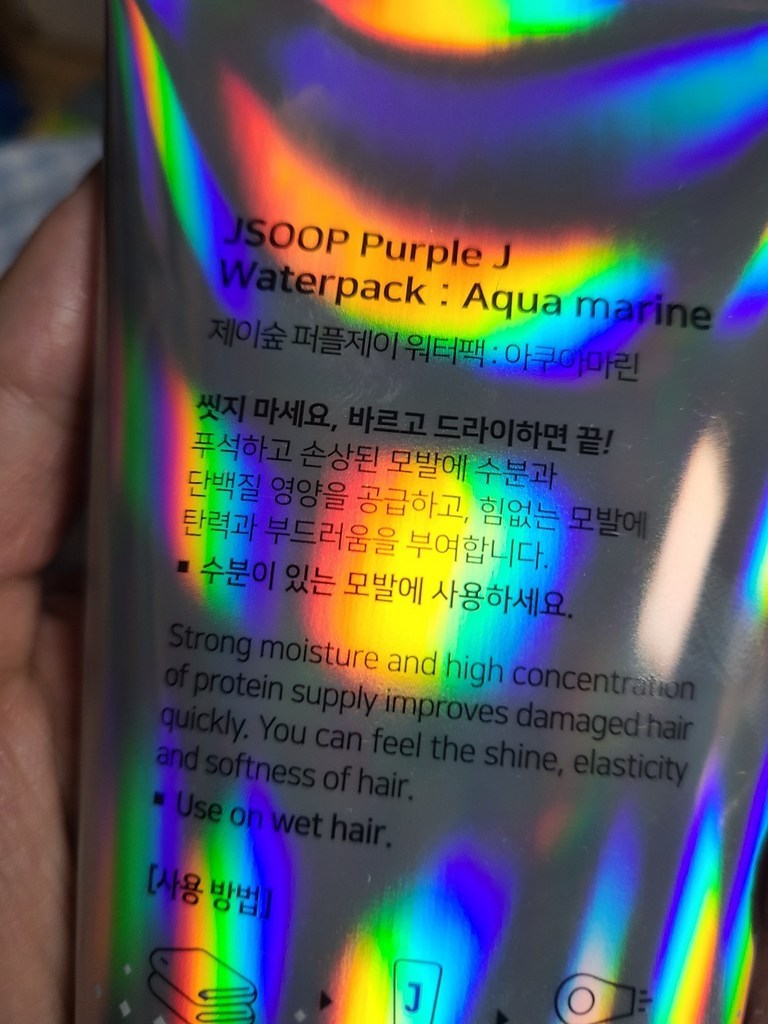 JSOOP Purple J
Waterpack : Aqua marine
제이숲 퍼플제이 워터팩 : 아쿠아마린
씻지 마세요, 바르고 드라이하면 끝!
푸석하고 손상된 모발에 수분과
단백질 영양을 공급하고, 힘없는 모발에
탄력과 부드러움을 부여합니다.
▪ 수분이 있는 모발에 사용하세요.
Strong moisture and high concentration
of protein supply improves damaged hair
quickly. You can feel the shine, elasticity
and softness of hair.
▪ Use on wet hair.
[사용 방법]
J